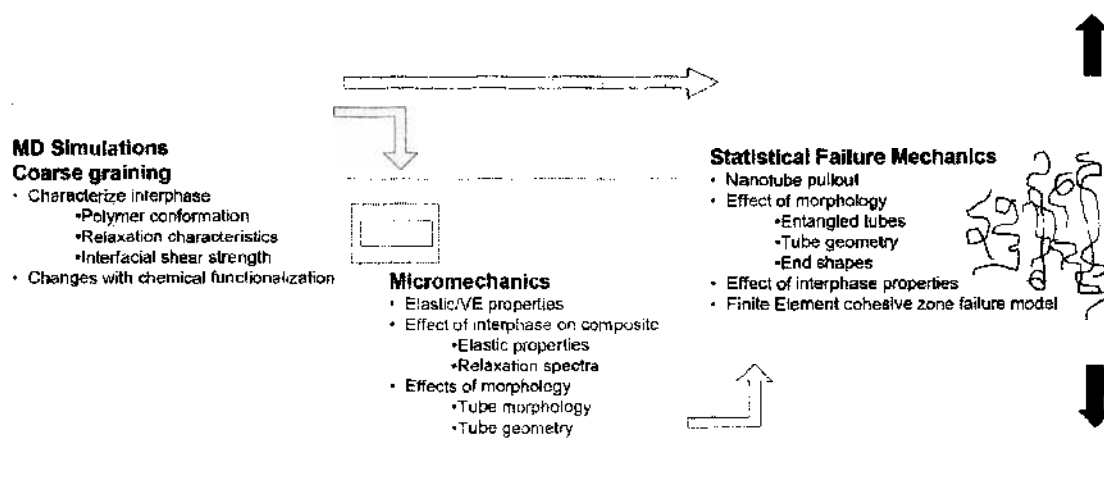 MD Simulations
Coarse graining
• Characterize interphase
•Polymer conformation
•Relaxation characteristics
•Interfacial shear strength
• Changes with chemical functionalization
Micromechanics
• Elastic/VE properties
• Effect of interphase on composite
•Elastic properties
•Relaxation spectra
• Effects of morphology
•Tube morphology
•Tube geometry
Statistical Failure Mechanics
• Nanotube pullout
• Effect of morphology
•Entangled tubes
•Tube geometry
•End shapes
• Effect of interphase properties
• Finite Element cohesive zone failure model